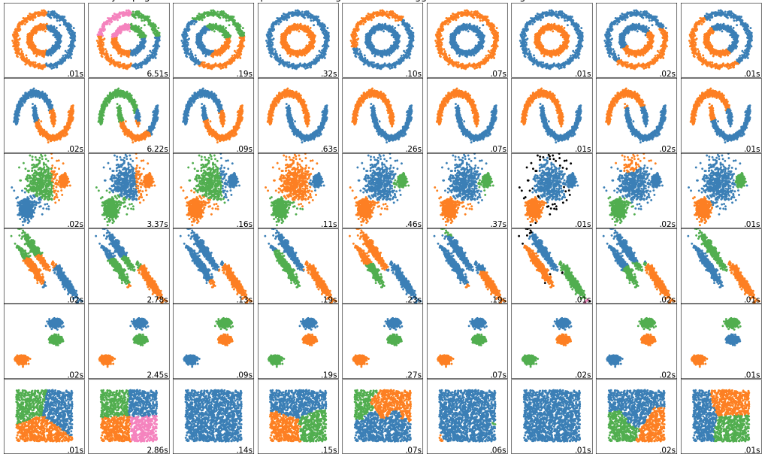 .01s 6.51s .19s .32s .10s .07s .01s .02s .01s
.02s 6.22s .09s .63s .26s .07s .01s .02s .01s
.02s 3.37s .16s .11s .46s .37s .01s .02s .01s
.02s 2.78s .13s .19s .23s .19s .01s .02s .01s
.02s 2.45s .09s .19s .27s .07s .02s .02s .01s
.01s 2.86s .14s .15s .07s .06s .01s .02s .01s